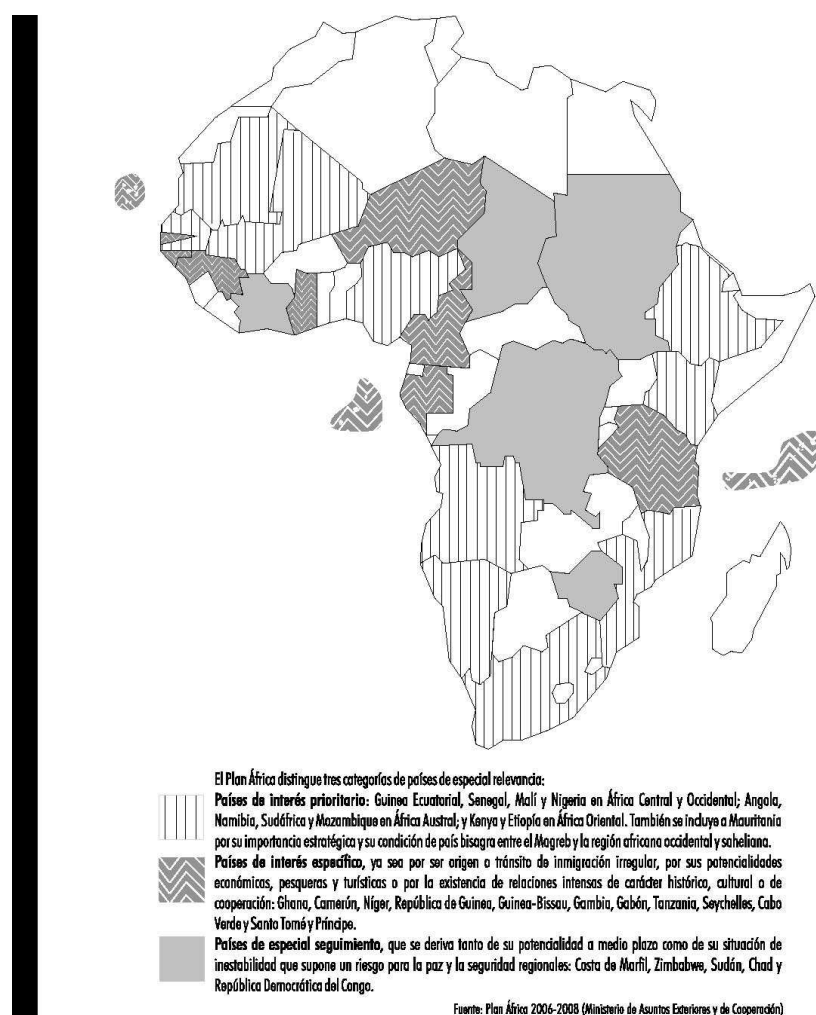 El Plan África distingue tres categorías de países de especial relevancia:
Países de interés prioritario: Guinea Ecuatorial, Senegal, Malí y Nigeria en África Central y Occidental; Angola,
Namibia, Sudáfrica y Mozambique en África Austral; y Kenya y Etiopía en África Oriental. También se incluye a Mauritania
por su importancia estratégica y su condición de país bisagra entre el Magreb y la región africana occidental y saheliana.
Países de interés específico, ya sea por ser origen o tránsito de inmigración irregular, por sus potencialidades
económicas, pesqueras y turísticas o por la existencia de relaciones intensas de carácter histórico, cultural o de
cooperación: Ghana, Camerún, Níger, República de Guinea, Guinea-Bissau, Gambia, Gabón, Tanzania, Seychelles, Cabo
Verde y Santo Tomé y Príncipe.
Países de especial seguimiento, que se deriva tanto de su potencialidad a medio plazo como de su situación de
inestabilidad que supone un riesgo para la paz y la seguridad regionales: Costa de Marfil, Zimbabwe, Sudán, Chad y
República Democrática del Congo.
Fuente: Plan África 2006-2008 (Ministerio de Asuntos Exteriores y de Cooperación)